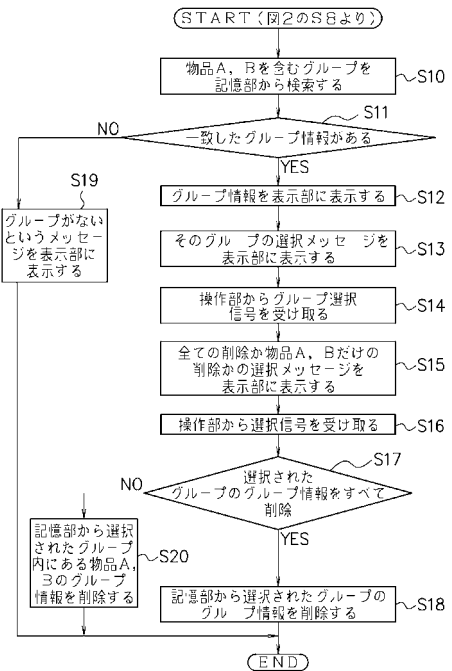 START(図2のS8より)
物品A,Bを含むグループを
記憶部から検索する
S10
S11
一致したグループ情報がある
NO
YES
S19
グループがない
というメッセー
ジを表示部に
表示する
グループ情報を表示部に表示する
S12
そのグループの選択メッセージを
表示部に表示する
S13
操作部からグループ選択
信号を受け取る
S14
全ての削除か物品A,Bだけの
削除かの選択メッセージを
表示部に表示する
S15
操作部から選択信号を受け取る
S16
S17
選択された
グループのグループ情報をすべて
削除
NO
YES
記憶部から選択
されたグループ
内にある物品A,
Bのグループ
情報を削除する
S20
記憶部から選択されたグループの
グループ情報を削除する
S18
END